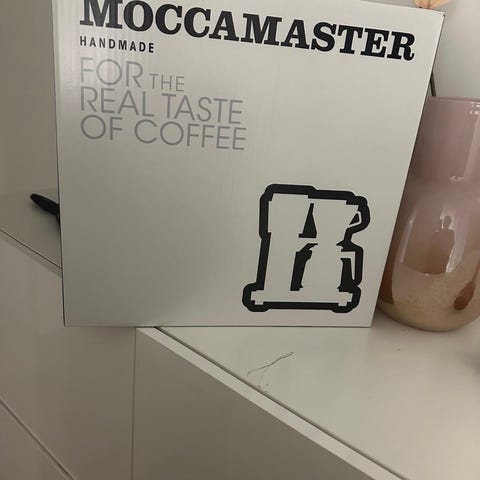 MOCCAMASTER
HANDMADE
FOR THE
REAL TASTE
OF COFFEE